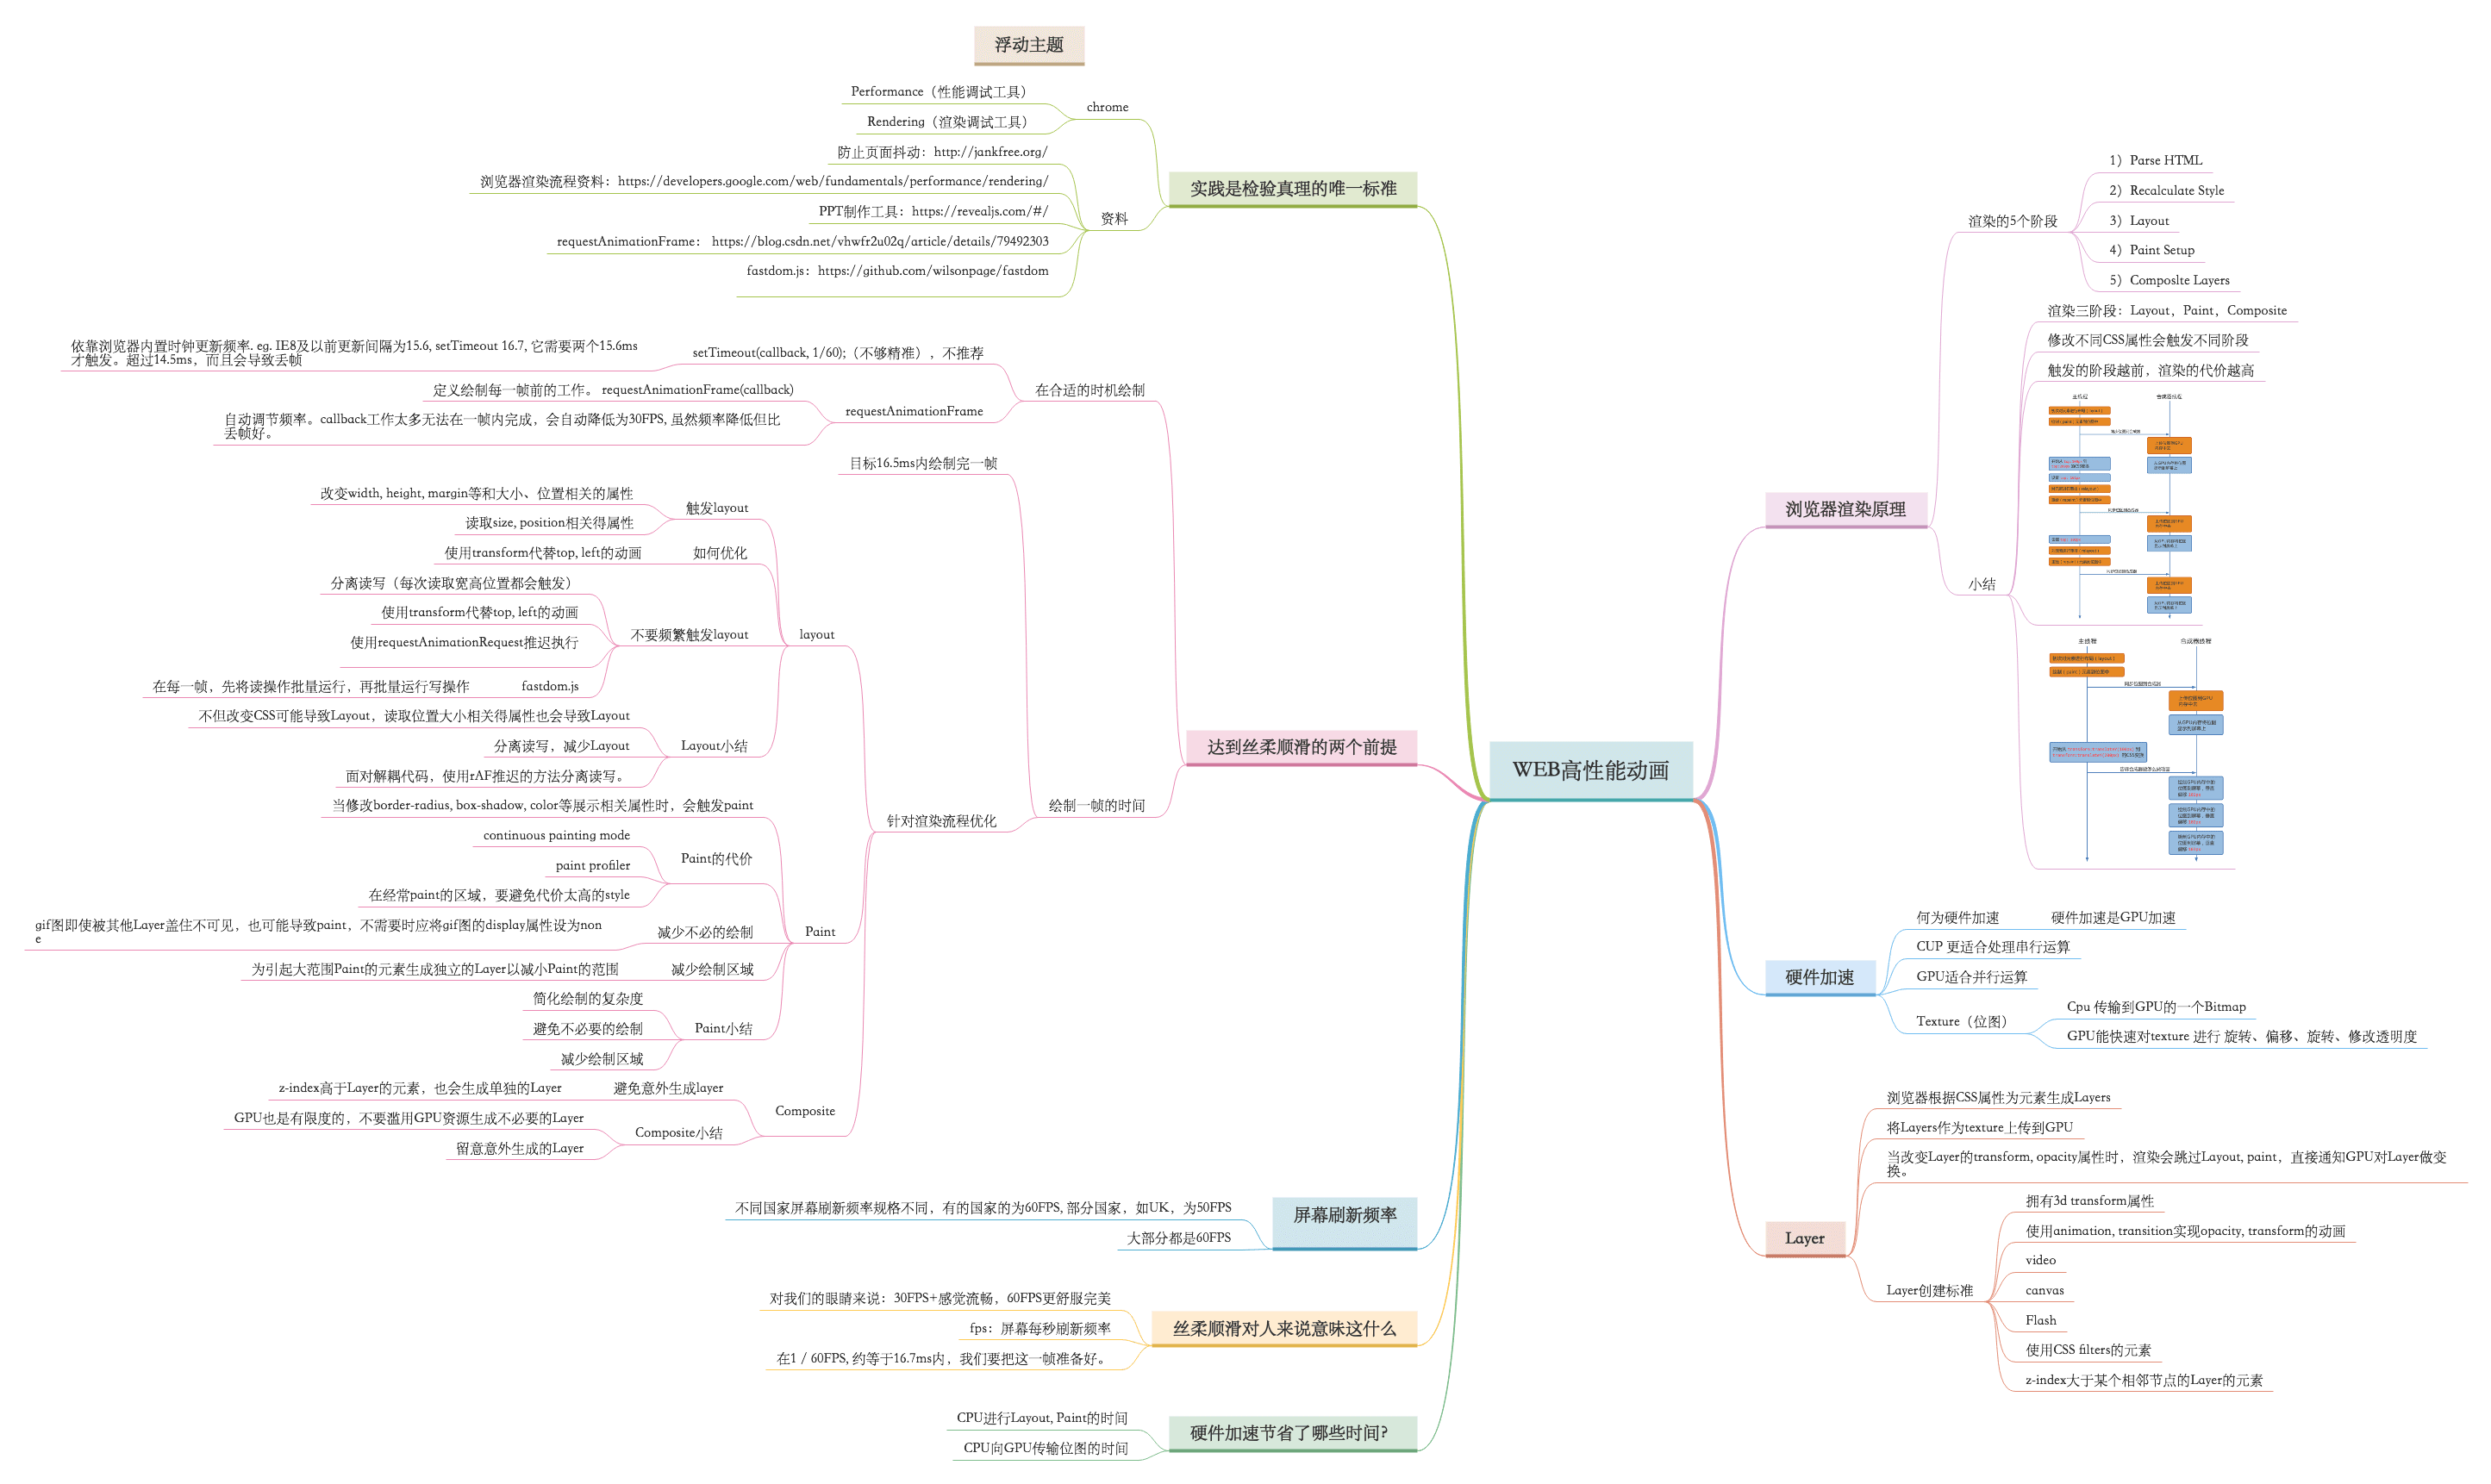 浮动主题
WEB高性能动画
实践是检验真理的唯一标准
chrome
Performance（性能调试工具）
Rendering（渲染调试工具）
资料
防止页面抖动：http://jankfree.org/
浏览器渲染流程资料：https://developers.google.com/web/fundamentals/performance/rendering/
PPT制作工具：https://revealjs.com/#/
requestAnimationFrame： https://blog.csdn.net/vhwfr2u02q/article/details/79492303
fastdom.js：https://github.com/wilsonpage/fastdom
达到丝柔顺滑的两个前提
在合适的时机绘制
setTimeout(callback, 1/60);（不够精准），不推荐
依靠浏览器内置时钟更新频率. eg. IE8及以前更新间隔为15.6, setTimeout 16.7, 它需要两个15.6ms
才触发。超过14.5ms，而且会导致丢帧
requestAnimationFrame
定义绘制每一帧前的工作。 requestAnimationFrame(callback)
自动调节频率。callback工作太多无法在一帧内完成，会自动降低为30FPS, 虽然频率降低但比
丢帧好。
绘制一帧的时间
目标16.5ms内绘制完一帧
针对渲染流程优化
layout
触发layout
改变width, height, margin等和大小、位置相关的属性
读取size, position相关得属性
如何优化
使用transform代替top, left的动画
不要频繁触发layout
分离读写（每次读取宽高位置都会触发）
使用transform代替top, left的动画
使用requestAnimationRequest推迟执行
fastdom.js
在每一帧，先将读操作批量运行，再批量运行写操作
Layout小结
不但改变CSS可能导致Layout，读取位置大小相关得属性也会导致Layout
分离读写，减少Layout
面对解耦代码，使用rAF推迟的方法分离读写。
Paint
当修改border-radius, box-shadow, color等展示相关属性时，会触发paint
Paint的代价
continuous painting mode
paint profiler
在经常paint的区域，要避免代价太高的style
减少不必的绘制
gif图即使被其他Layer盖住不可见，也可能导致paint，不需要时应将gif图的display属性设为non
e
减少绘制区域
为引起大范围Paint的元素生成独立的Layer以减小Paint的范围
Paint小结
简化绘制的复杂度
避免不必要的绘制
减少绘制区域
Composite
避免意外生成layer
z-index高于Layer的元素，也会生成单独的Layer
Composite小结
GPU也是有限度的，不要滥用GPU资源生成不必要的Layer
留意意外生成的Layer
屏幕刷新频率
不同国家屏幕刷新频率规格不同，有的国家的为60FPS, 部分国家，如UK，为50FPS
大部分都是60FPS
丝柔顺滑对人来说意味这什么
对我们的眼睛来说：30FPS+感觉流畅，60FPS更舒服完美
fps：屏幕每秒刷新频率
在1 / 60FPS, 约等于16.7ms内，我们要把这一帧准备好。
硬件加速节省了哪些时间?
CPU进行Layout, Paint的时间
CPU向GPU传输位图的时间
浏览器渲染原理
渲染的5个阶段
1）Parse HTML
2）Recalculate Style
3）Layout
4）Paint Setup
5）Composlte Layers
小结
渲染三阶段：Layout，Paint，Composite
修改不同CSS属性会触发不同阶段
触发的阶段越前，渲染的代价越高
主线程
合成器线程
主线程
合成器线程
硬件加速
何为硬件加速
硬件加速是GPU加速
CUP 更适合处理串行运算
GPU适合并行运算
Texture（位图）
Cpu 传输到GPU的一个Bitmap
GPU能快速对texture 进行 旋转、偏移、旋转、修改透明度
Layer
浏览器根据CSS属性为元素生成Layers
将Layers作为texture上传到GPU
当改变Layer的transform, opacity属性时，渲染会跳过Layout, paint，直接通知GPU对Layer做变
换。
Layer创建标准
拥有3d transform属性
使用animation, transition实现opacity, transform的动画
video
canvas
Flash
使用CSS filters的元素
z-index大于某个相邻节点的Layer的元素